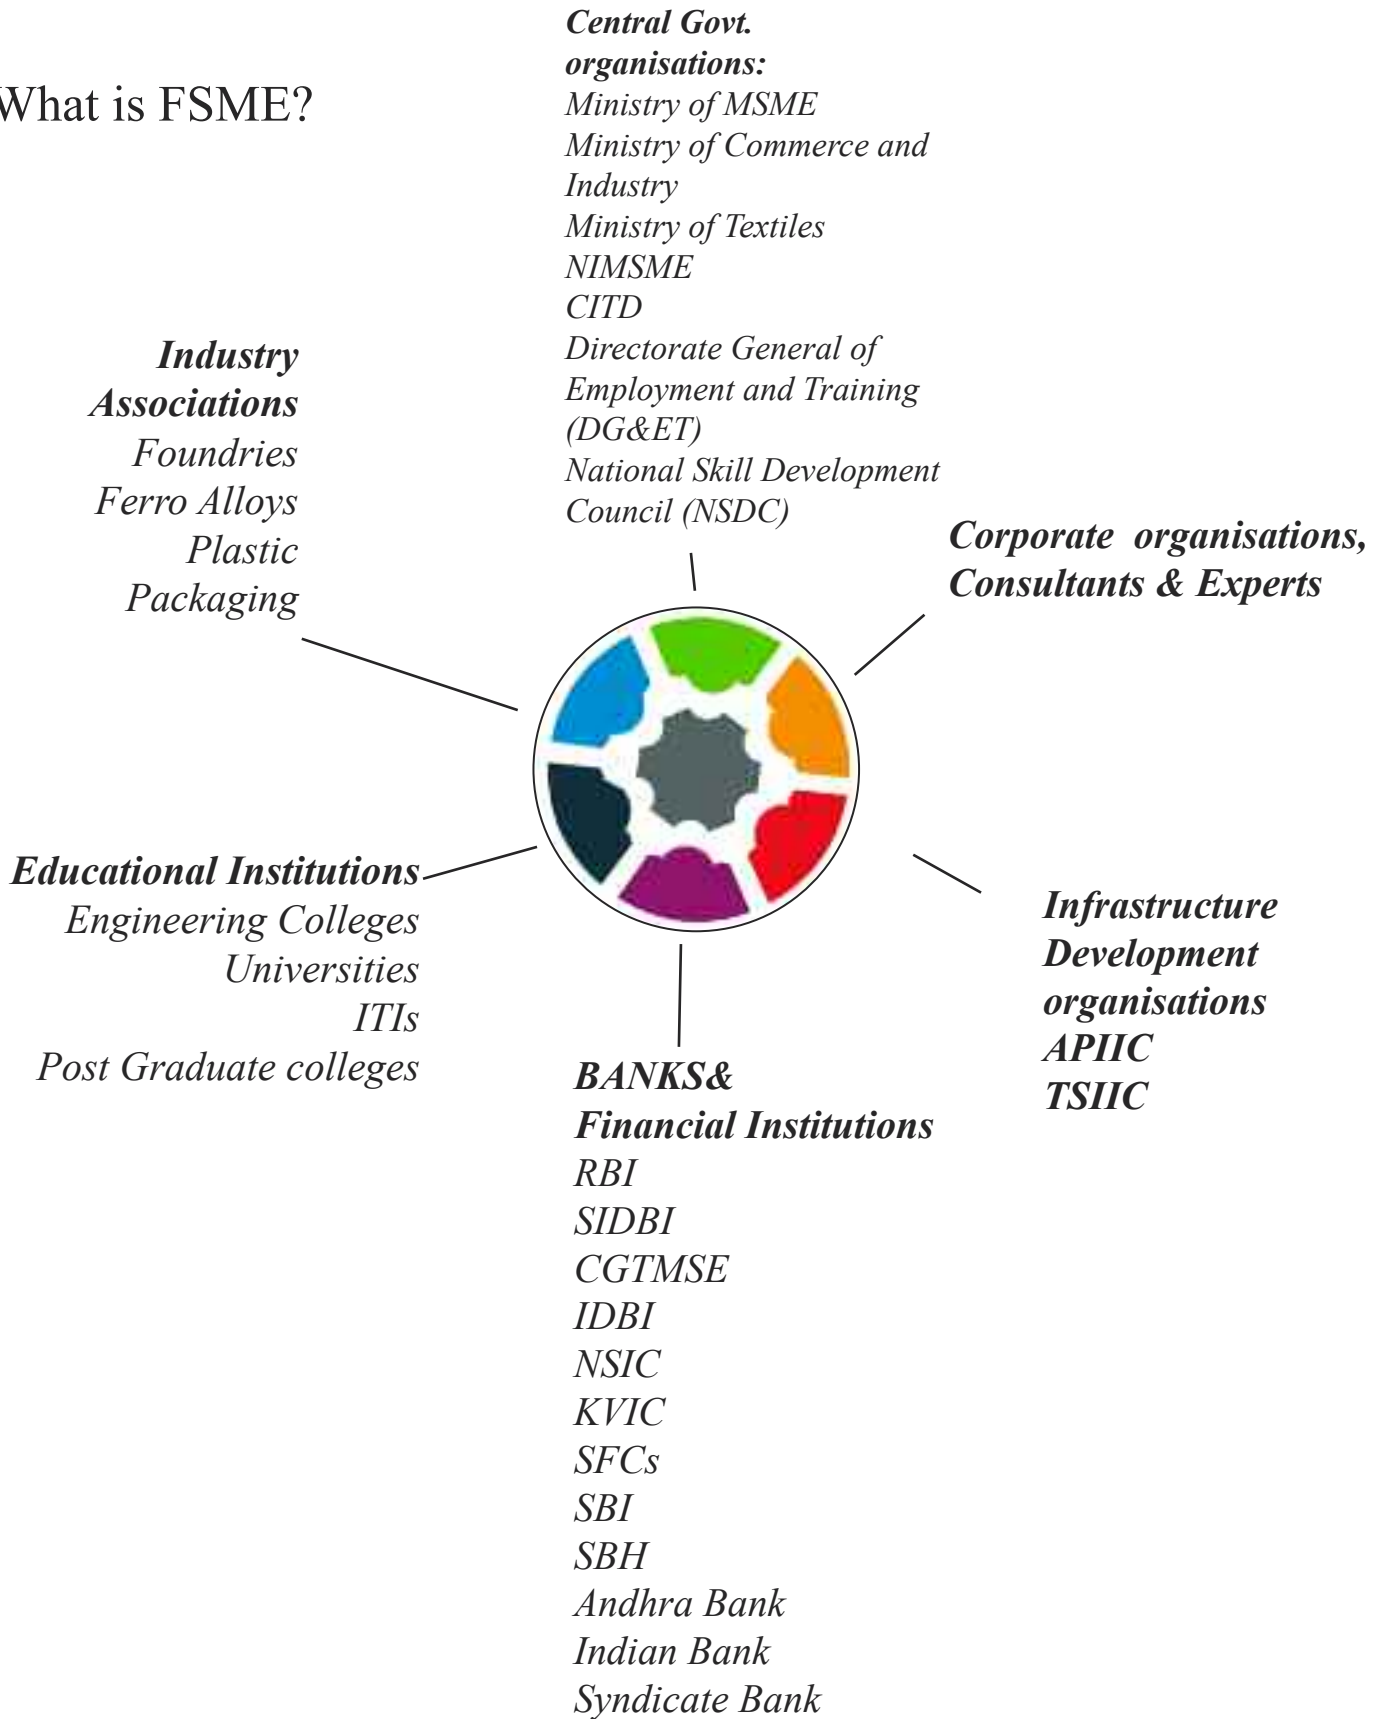 What is FSME?
Central Govt.
organisations:
Ministry of MSME
Ministry of Commerce and
Industry
Ministry of Textiles
NIMSME
CITD
Directorate General of
Employment and Training
(DG&ET)
National Skill Development
Council (NSDC)
Industry
Associations
Foundries
Ferro Alloys
Plastic
Packaging
Corporate organisations,
Consultants & Experts
Educational Institutions
Engineering Colleges
Universities
ITIs
Post Graduate colleges
Infrastructure
Development
organisations
APIIC
TSIIC
BANKS&
Financial Institutions
RBI
SIDBI
CGTMSE
IDBI
NSIC
KVIC
SFCs
SBI
SBH
Andhra Bank
Indian Bank
Syndicate Bank